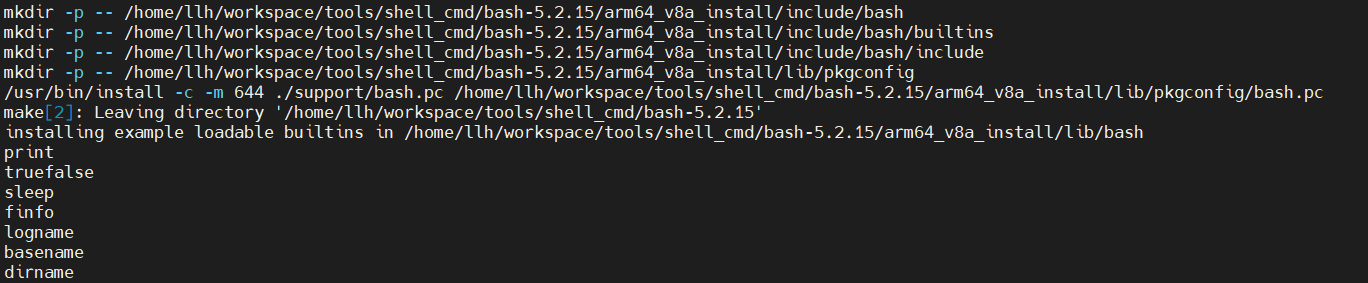 mkdir -p -- /home/llh/workspace/tools/shell_cmd/bash-5.2.15/arm64_v8a_install/include/bash
mkdir -p -- /home/llh/workspace/tools/shell_cmd/bash-5.2.15/arm64_v8a_install/include/bash/builtins
mkdir -p -- /home/llh/workspace/tools/shell_cmd/bash-5.2.15/arm64_v8a_install/include/bash/include
mkdir -p -- /home/llh/workspace/tools/shell_cmd/bash-5.2.15/arm64_v8a_install/lib/pkgconfig
/usr/bin/install -c -m 644 ./support/bash.pc /home/llh/workspace/tools/shell_cmd/bash-5.2.15/arm64_v8a_install/lib/pkgconfig/bash.pc
make[2]: Leaving directory '/home/llh/workspace/tools/shell_cmd/bash-5.2.15'
installing example loadable builtins in /home/llh/workspace/tools/shell_cmd/bash-5.2.15/arm64_v8a_install/lib/bash
print
truefalse
sleep
finfo
logname
basename
dirname